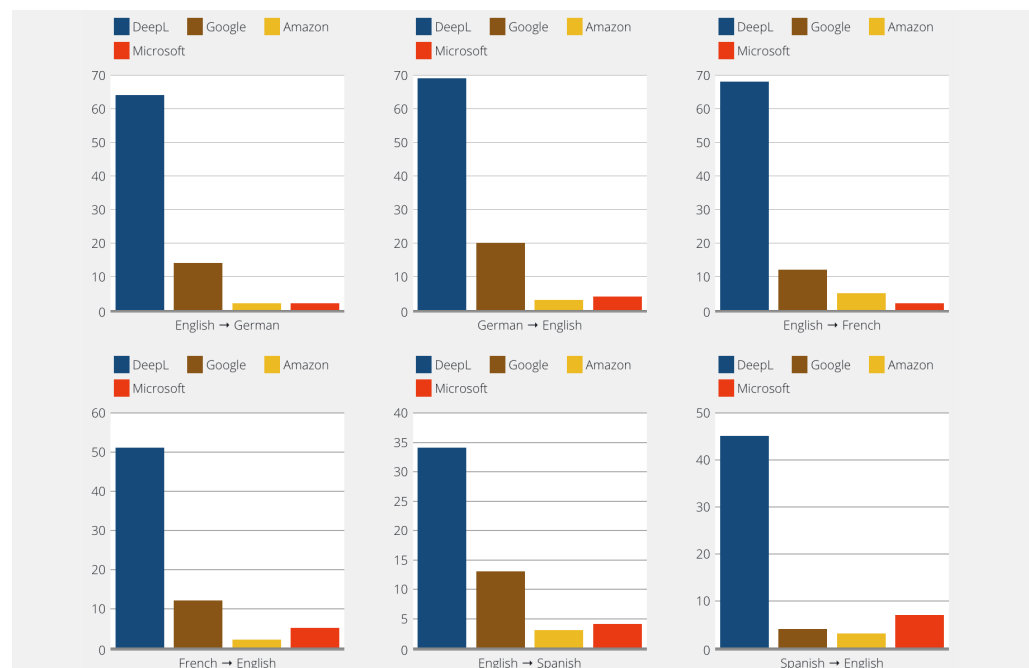 DeepL Google Amazon
Microsoft
70
60
50
40
30
20
10
0
English → German
DeepL Google Amazon
Microsoft
70
60
50
40
30
20
10
0
German → English
DeepL Google Amazon
Microsoft
70
60
50
40
30
20
10
0
English → French
DeepL Google Amazon
Microsoft
60
50
40
30
20
10
0
French → English
DeepL Google Amazon
Microsoft
40
35
30
25
20
15
10
5
0
English → Spanish
DeepL Google Amazon
Microsoft
50
40
30
20
10
0
Spanish → English